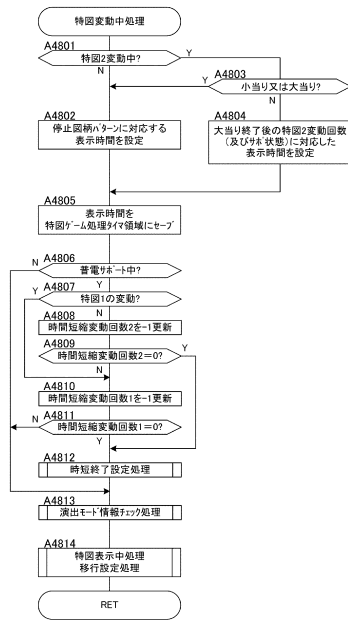 特図変動中処理
A4801
特図2変動中?
Y
N
A4803
小当り又は大当り?
Y
N
A4802
停止図柄パターンに対応する
表示時間を設定
A4804
大当り終了後の特図2変動回数
(及びサポ状態)に対応した
表示時間を設定
A4805
表示時間を
特図ゲーム処理タイマ領域にセーブ
A4806
普電サポート中?
N
Y
A4807
特図1の変動?
Y
N
A4808
時間短縮変動回数2を-1更新
A4809
時間短縮変動回数2=0?
Y
N
A4810
時間短縮変動回数1を-1更新
A4811
時間短縮変動回数1=0?
N
Y
A4812
時短終了設定処理
A4813
演出モード情報チェック処理
A4814
特図表示中処理
移行設定処理
RET